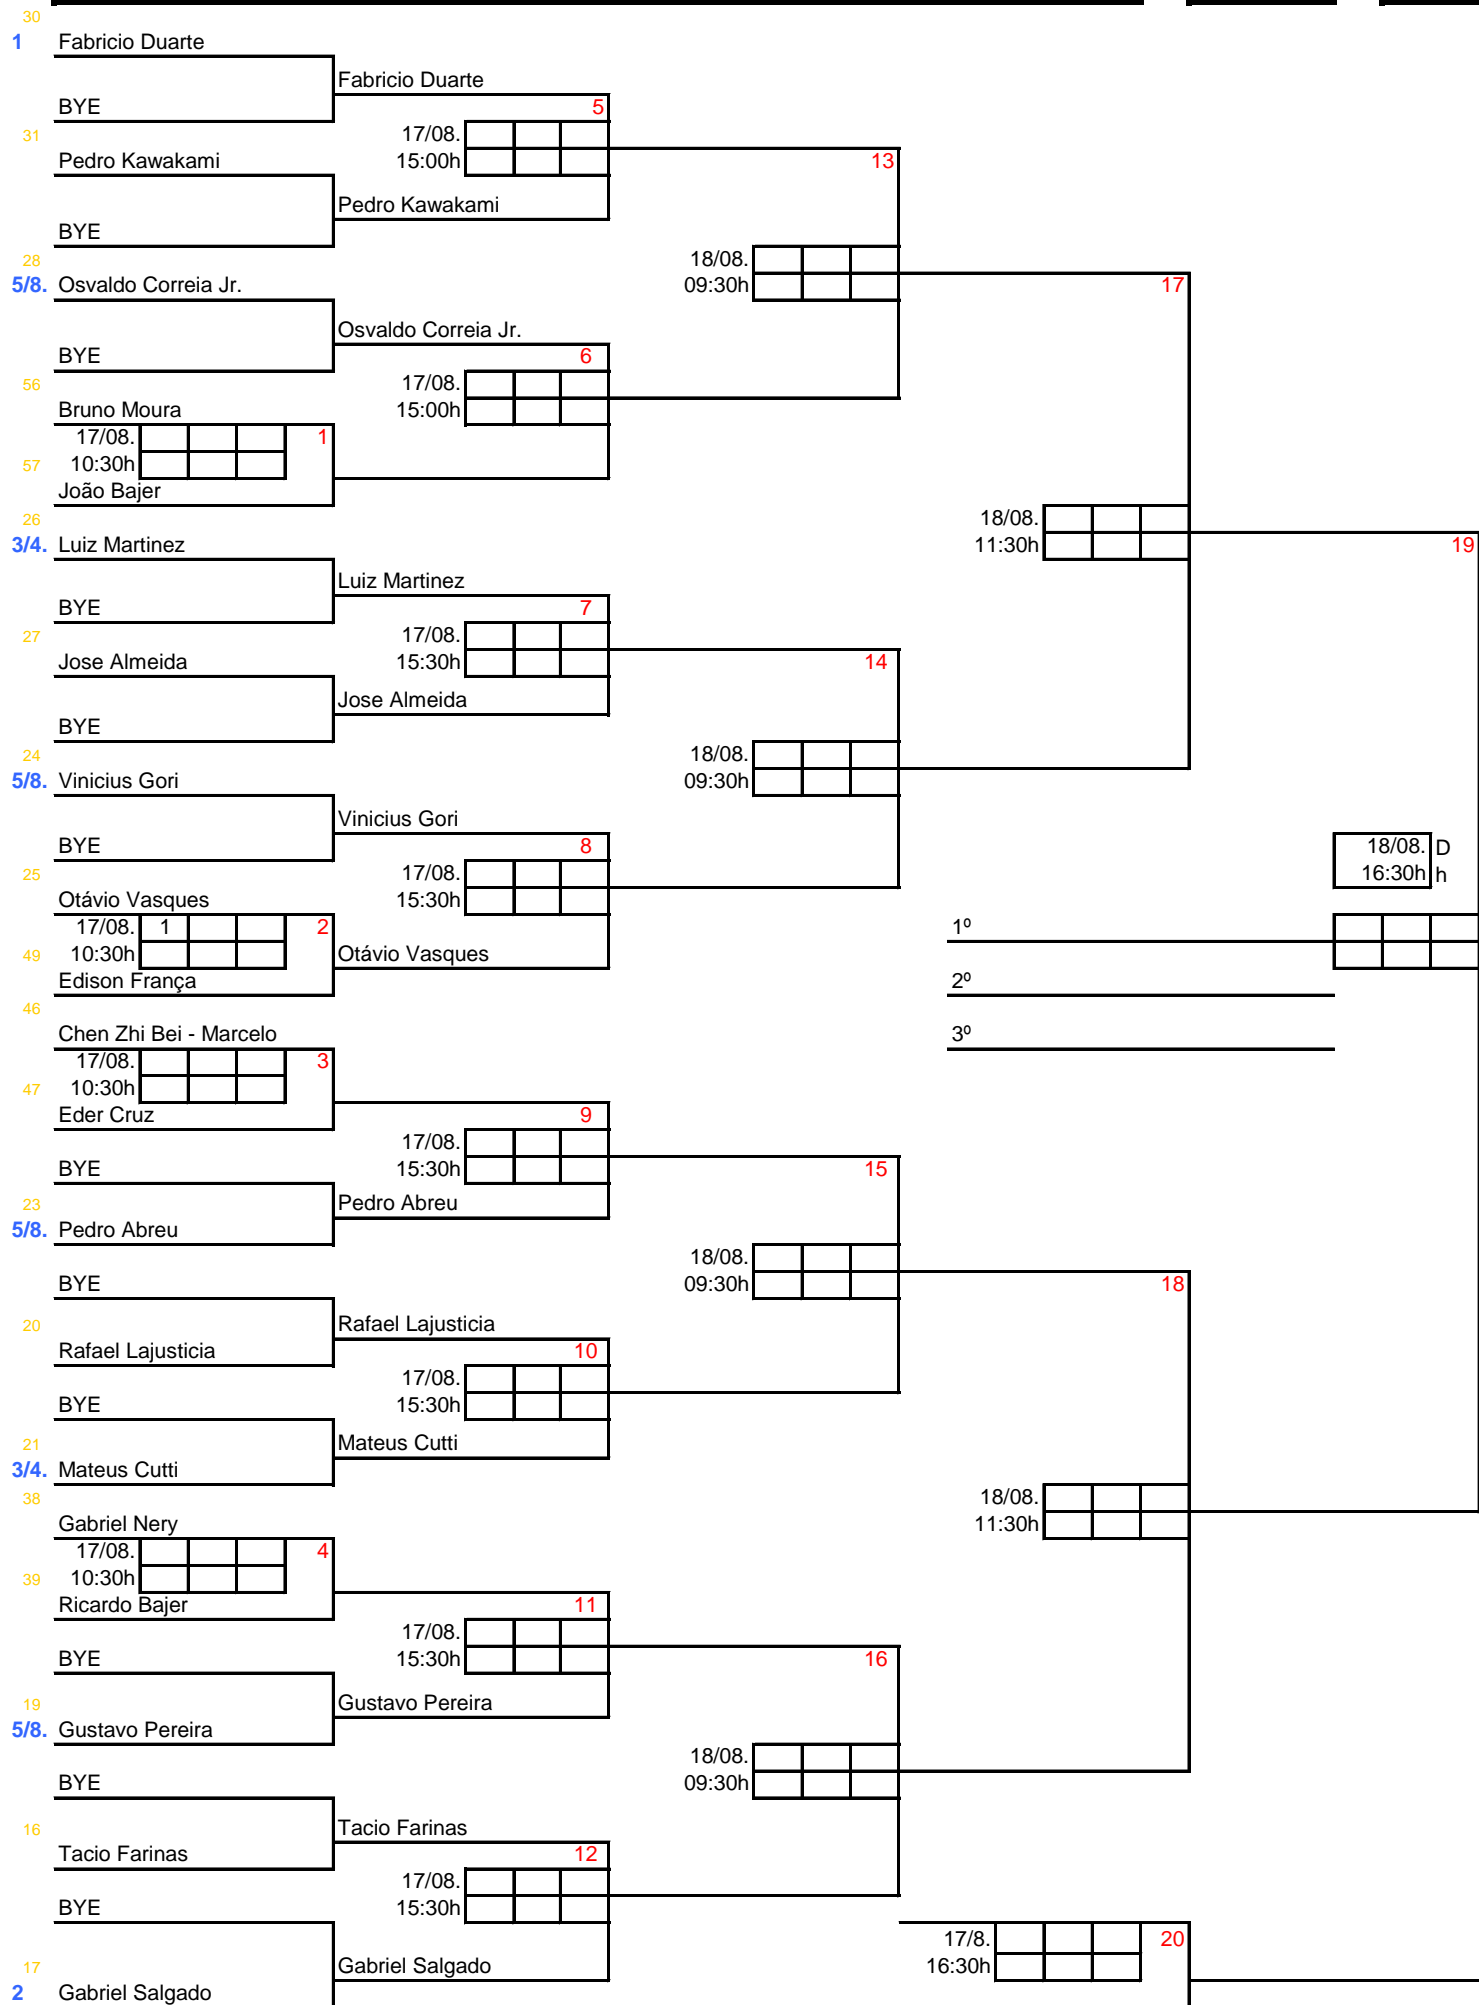 30
1 Fabricio Duarte
Fabricio Duarte
BYE 5
31 17/08.
Pedro Kawakami 15:00h 13
Pedro Kawakami
BYE
28 18/08.
5/8. Osvaldo Correia Jr. 09:30h 17
Osvaldo Correia Jr.
BYE 6
56 17/08.
Bruno Moura 15:00h
17/08. 1
57 10:30h
João Bajer
26 18/08.
3/4. Luiz Martinez 11:30h 19
Luiz Martinez
BYE 7
27 17/08.
Jose Almeida 15:30h 14
Jose Almeida
BYE
24 18/08.
5/8. Vinicius Gori 09:30h
Vinicius Gori
BYE 8 18/08. D
25 17/08. 16:30h h
Otávio Vasques 15:30h
17/08. 1 2 1º
49 10:30h Otávio Vasques
Edison França 2º
46
Chen Zhi Bei - Marcelo 3º
17/08. 3
47 10:30h
Eder Cruz 9
17/08.
BYE 15:30h 15
23 Pedro Abreu
5/8. Pedro Abreu
18/08.
BYE 09:30h 18
20 Rafael Lajusticia
Rafael Lajusticia 10
17/08.
BYE 15:30h
21 Mateus Cutti
3/4. Mateus Cutti
38 18/08.
Gabriel Nery 11:30h
17/08. 4
39 10:30h
Ricardo Bajer 11
17/08.
BYE 15:30h 16
19 Gustavo Pereira
5/8. Gustavo Pereira
18/08.
BYE 09:30h
16 Tacio Farinas
Tacio Farinas 12
17/08.
BYE 15:30h
17/8. 20
17 Gabriel Salgado 16:30h
2 Gabriel Salgado